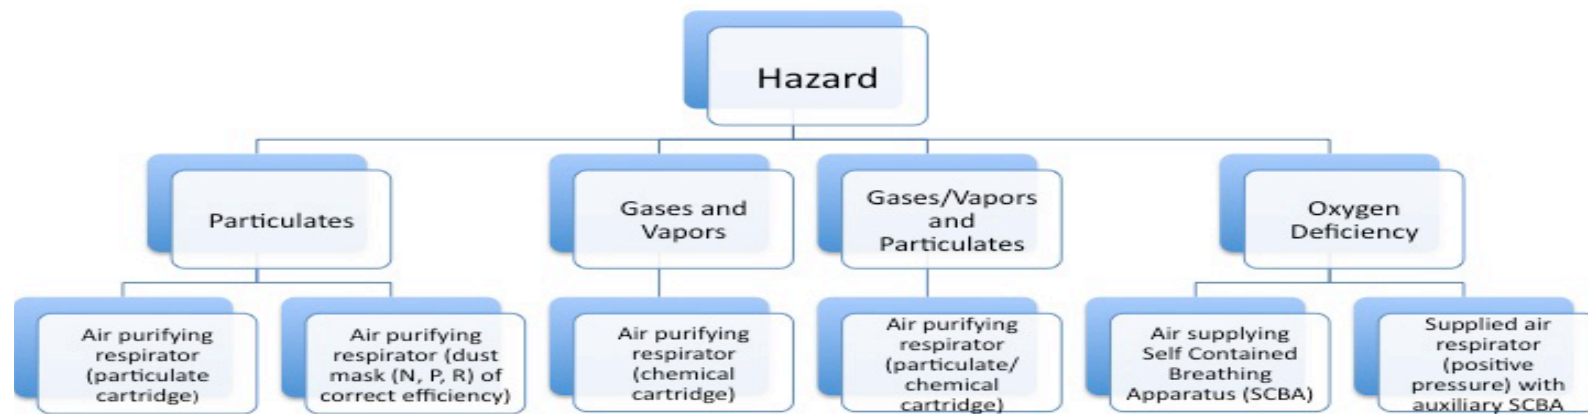 Hazard
Particulates
Gases and
Vapors
Gases/Vapors
and
Particulates
Oxygen
Deficiency
Air purifying
respirator
(particulate
cartridge)
Air purifying
respirator (dust
mask (N, P, R) of
correct efficiency)
Air purifying
respirator
(chemical
cartridge)
Air purifying
respirator
(particulate/
chemical
cartridge)
Air supplying
Self Contained
Breathing
Apparatus (SCBA)
Supplied air
respirator
(positive
pressure) with
auxiliary SCBA